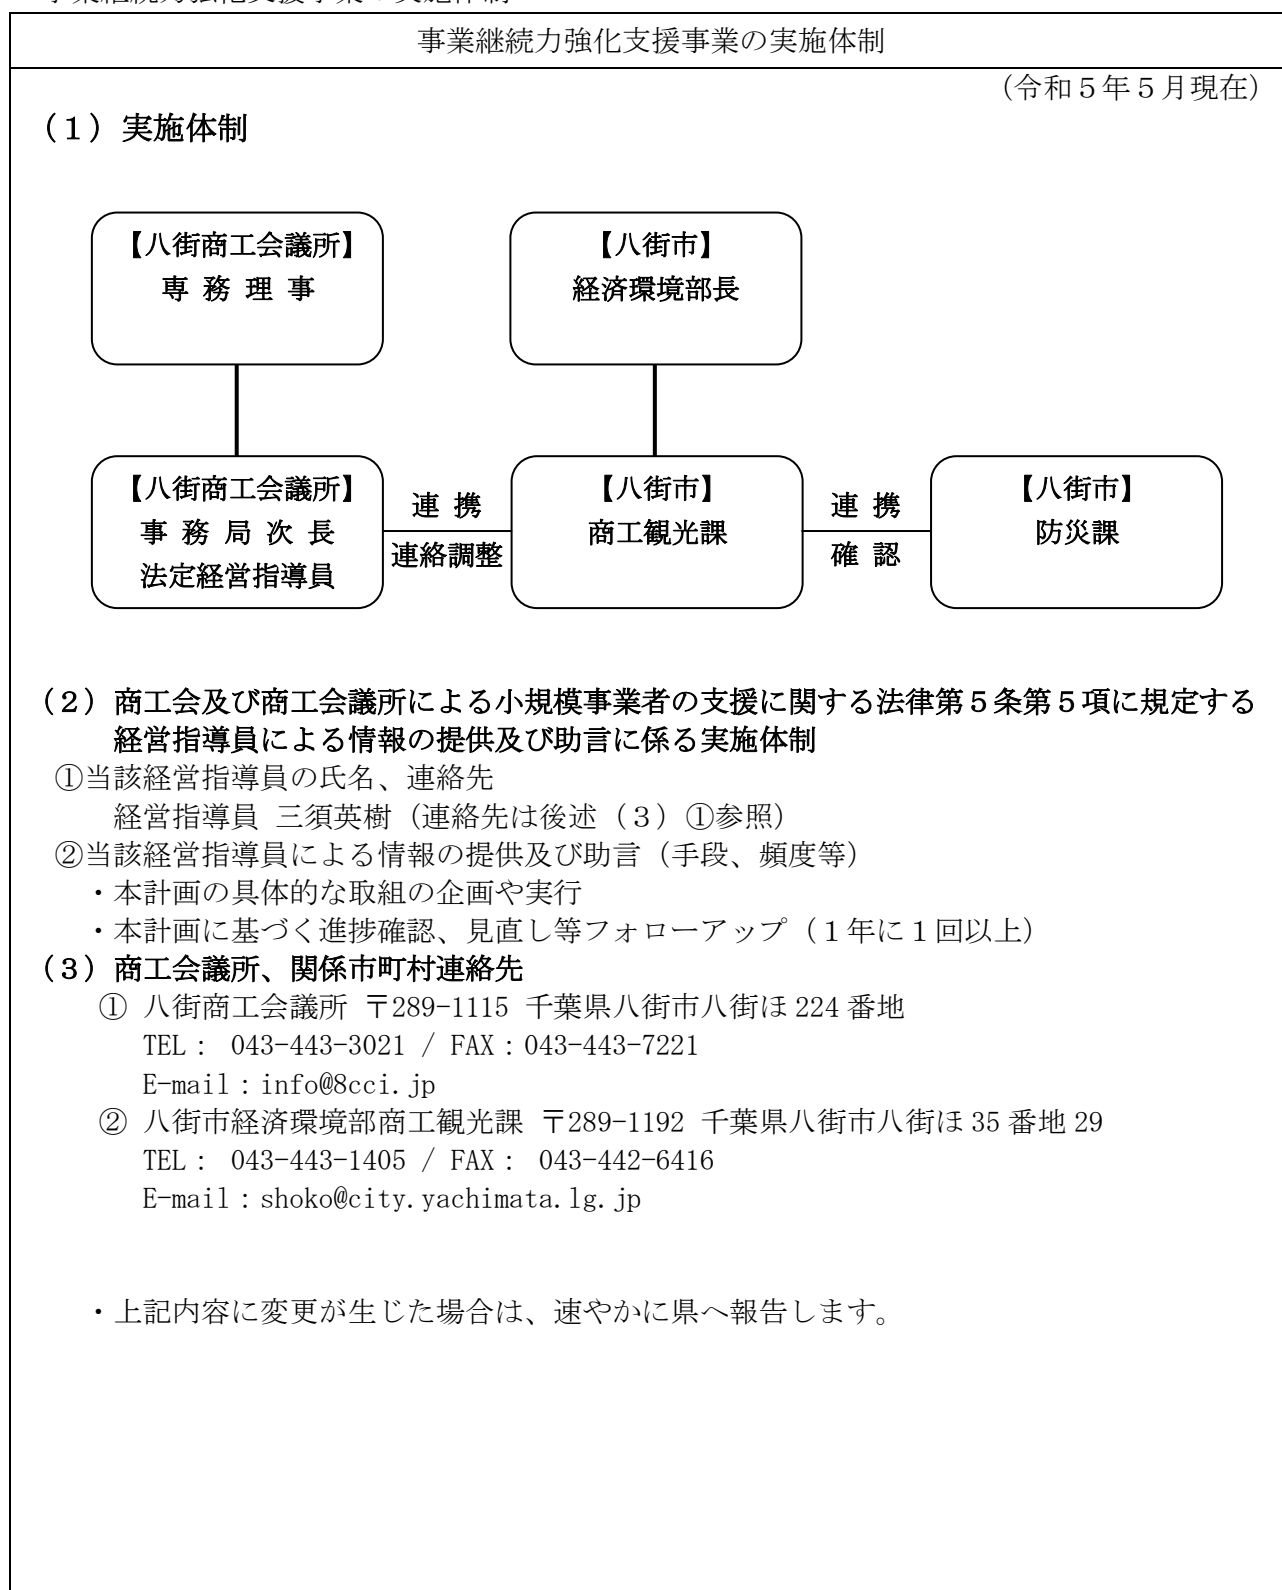 事業継続力強化支援事業の実施体制
（令和５年５月現在）
（１）実施体制
【八街商工会議所】
専 務 理 事
【八街市】
経済環境部長
【八街商工会議所】
事 務 局 次 長
法定経営指導員
連 携
連絡調整
【八街市】
商工観光課
連 携
確 認
【八街市】
防災課
（２）商工会及び商工会議所による小規模事業者の支援に関する法律第５条第５項に規定する
経営指導員による情報の提供及び助言に係る実施体制
①当該経営指導員の氏名、連絡先
経営指導員 三須英樹（連絡先は後述（３）①参照）
②当該経営指導員による情報の提供及び助言（手段、頻度等）
・本計画の具体的な取組の企画や実行
・本計画に基づく進捗確認、見直し等フォローアップ（１年に１回以上）
（３）商工会議所、関係市町村連絡先
① 八街商工会議所 〒289-1115 千葉県八街市八街ほ 224 番地
TEL： 043-443-3021 / FAX：043-443-7221
E-mail：info@8cci.jp
② 八街市経済環境部商工観光課 〒289-1192 千葉県八街市八街ほ 35 番地 29
TEL： 043-443-1405 / FAX： 043-442-6416
E-mail：shoko@city.yachimata.lg.jp
・上記内容に変更が生じた場合は、速やかに県へ報告します。